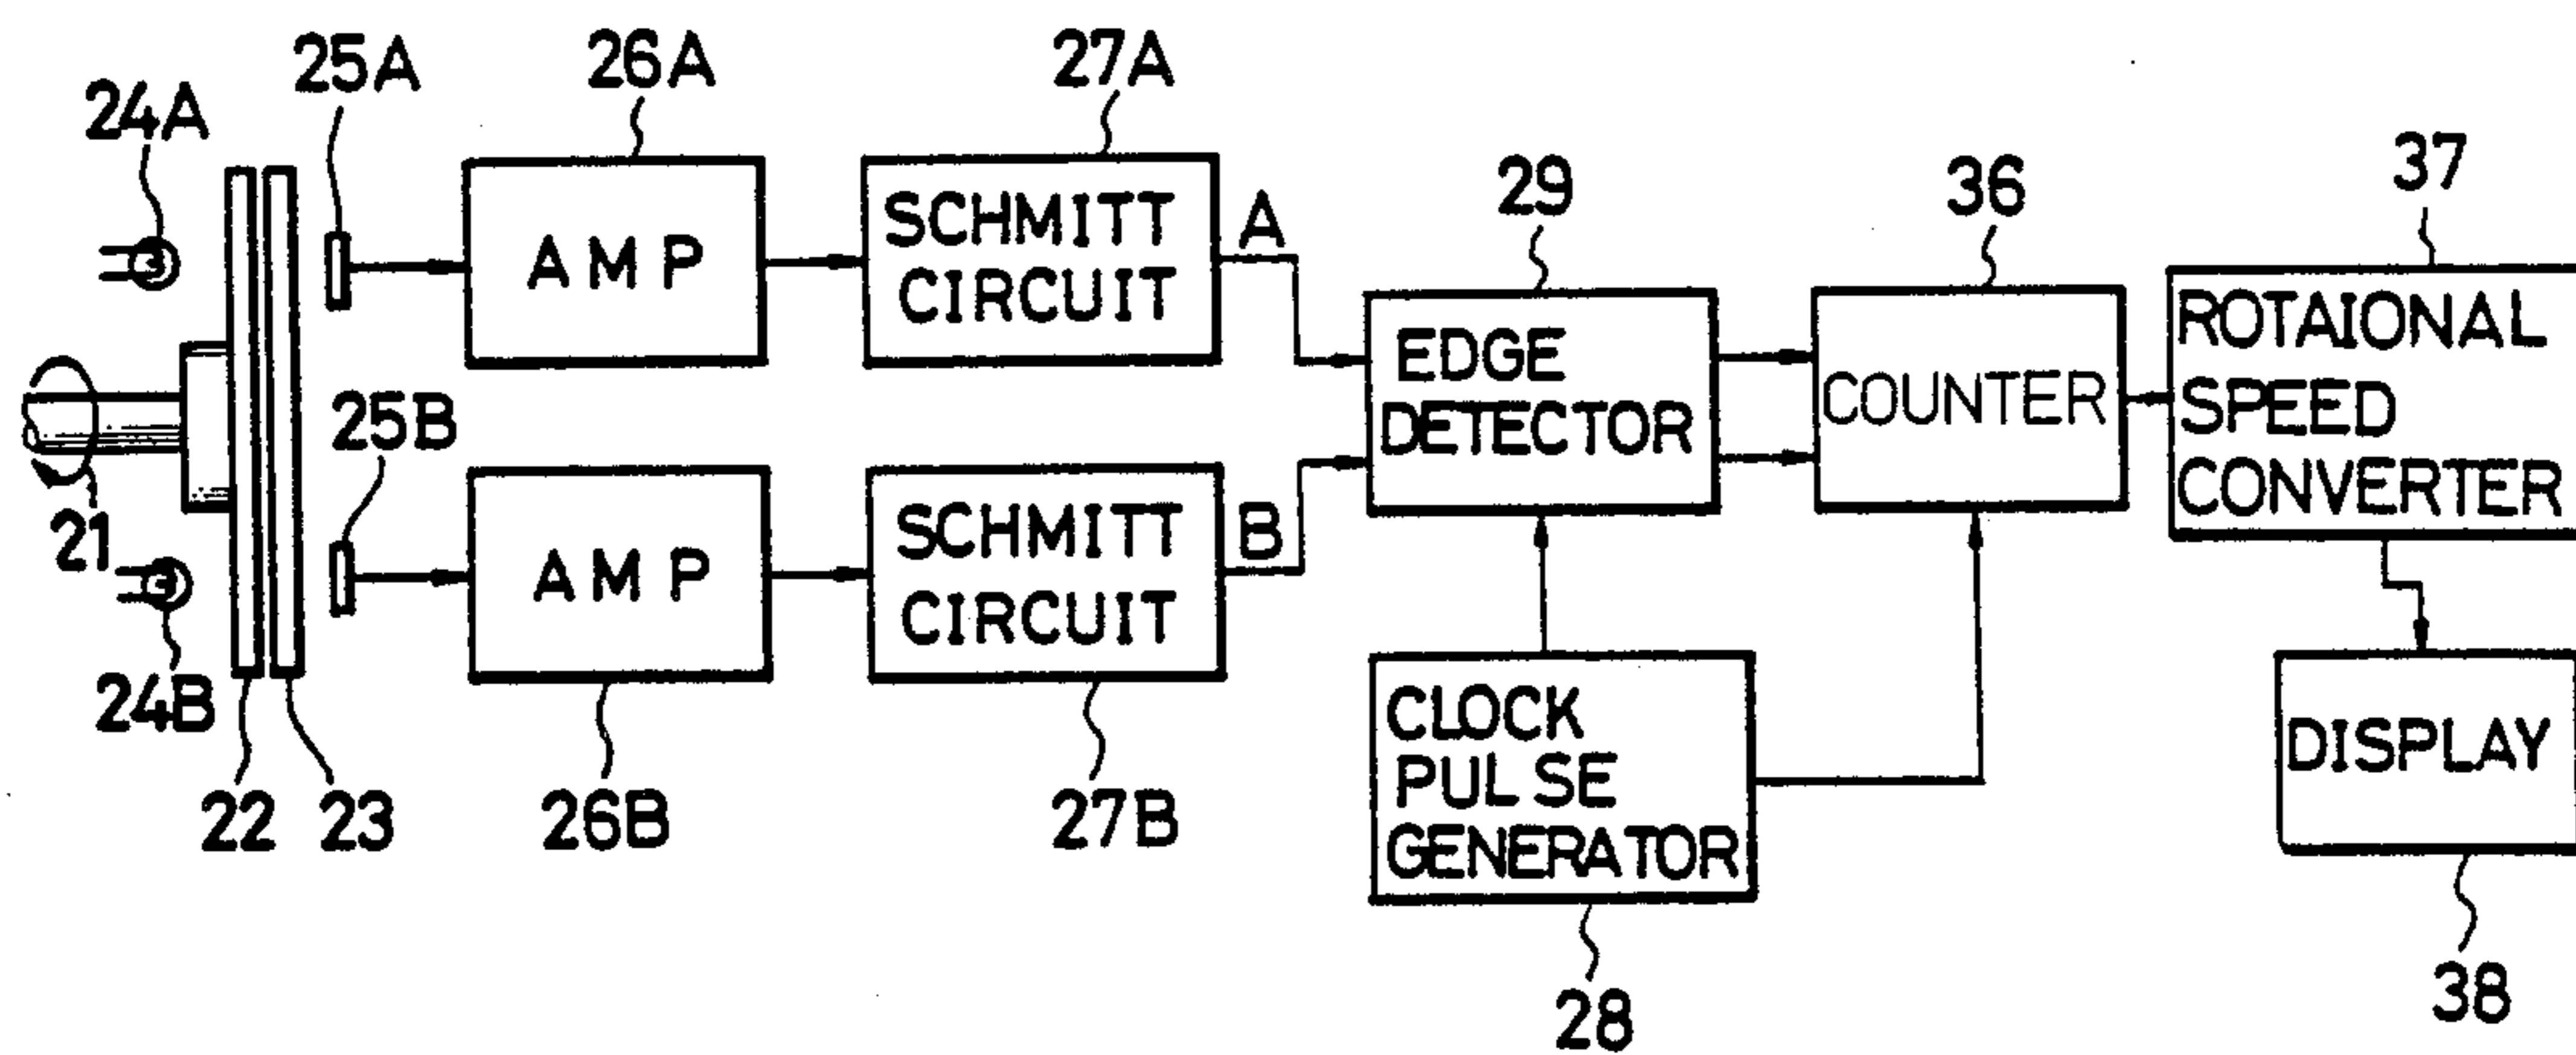 24A
25A
26A
27A
AMP
SCHMITT
CIRCUIT
A
29
36
37
EDGE
DETECTOR
COUNTER
ROTAIONAL
SPEED
CONVERTER
21
25B
AMP
SCHMITT
CIRCUIT
B
24B
22
23
26B
27B
CLOCK
PULSE
GENERATOR
28
DISPLAY
38